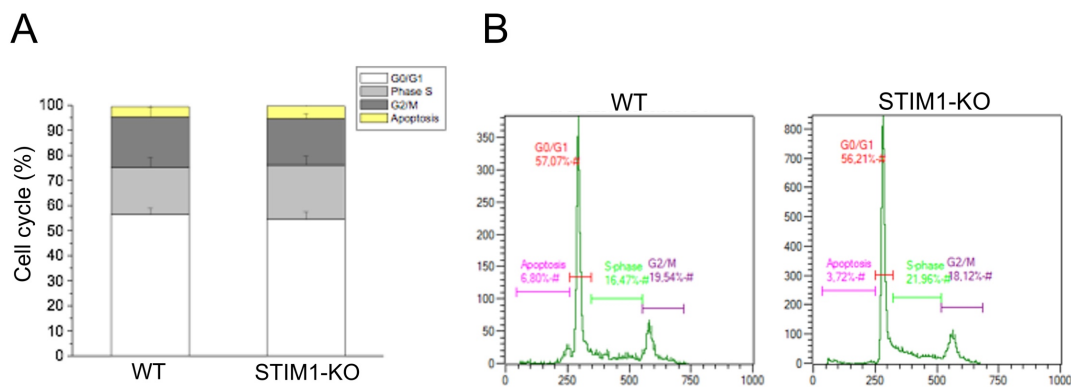 A
B
G0/G1
Phase S
G2/M
Apoptosis
Cell cycle (%)
100
90
80
70
60
50
40
30
20
10
0
WT
STIM1-KO
WT
350
300
250
200
150
100
50
0
G0/G1
57,07%-#
Apoptosis
6,80%-#
S-phase
16,47%-#
G2/M
19,54%-#
0
250
500
750
1000
STIM1-KO
800
700
600
500
400
300
200
100
0
G0/G1
56,21%-#
Apoptosis
3,72%-#
S-phase
21,96%-#
G2/M
18,12%-#
0
250
500
750
1000